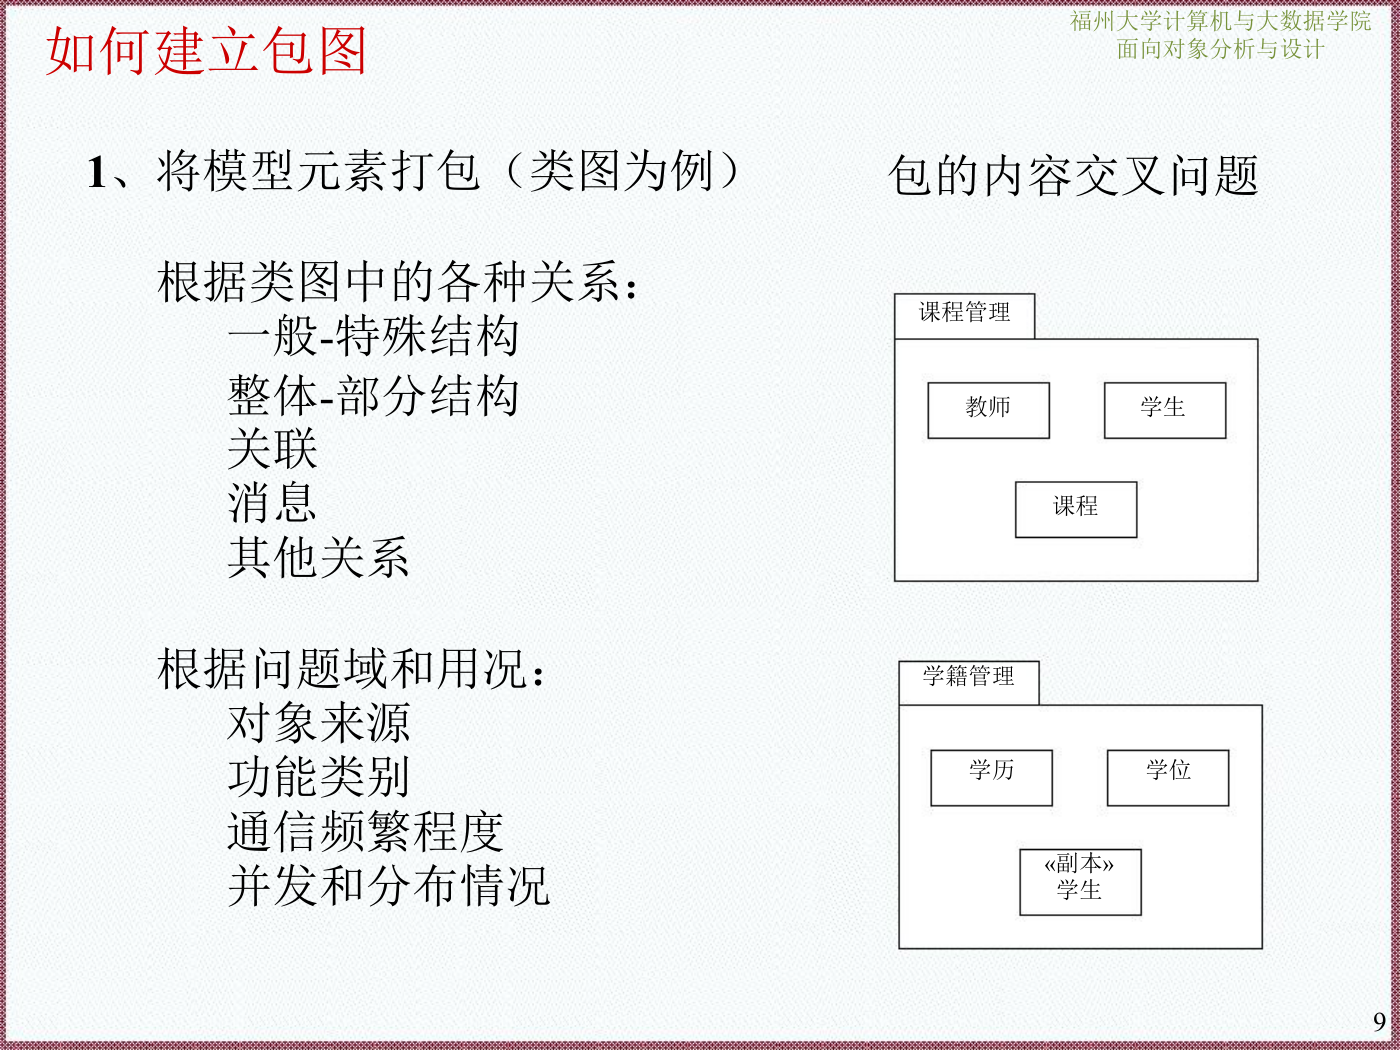 如何建立包图
福州大学计算机与大数据学院
面向对象分析与设计
1、将模型元素打包（类图为例）
根据类图中的各种关系：
一般-特殊结构
整体-部分结构
关联
消息
其他关系
根据问题域和用况：
对象来源
功能类别
通信频繁程度
并发和分布情况
包的内容交叉问题
课程管理
教师
学生
课程
学籍管理
学历
学位
«副本»
学生
9